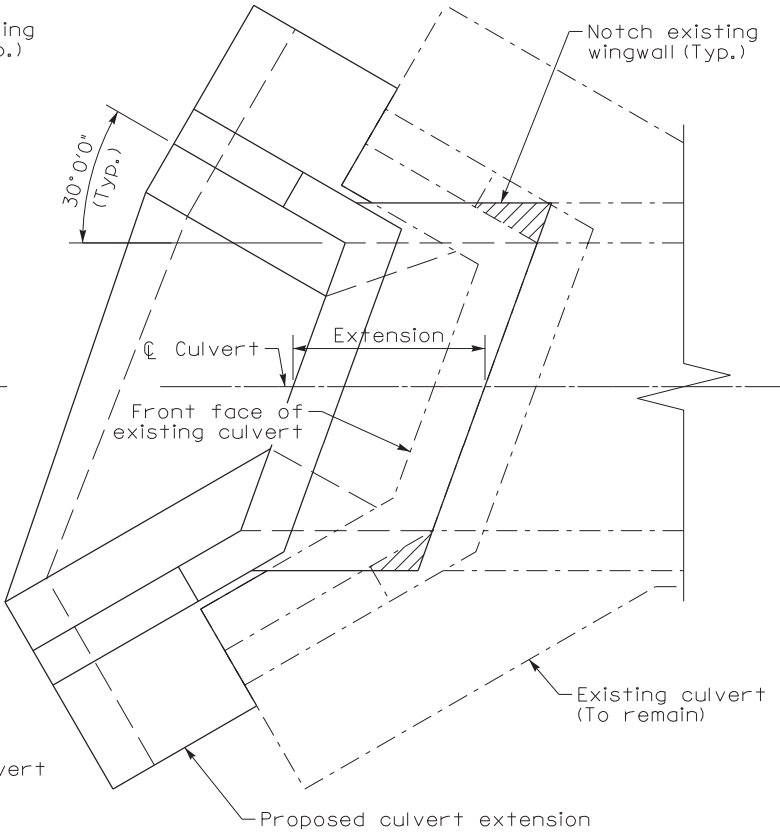 Notch existing
wingwall (Typ.)
30°0'0"
(Typ.)
Extension
℄ Culvert
Front face of
existing culvert
Existing culvert
(To remain)
Proposed culvert extension